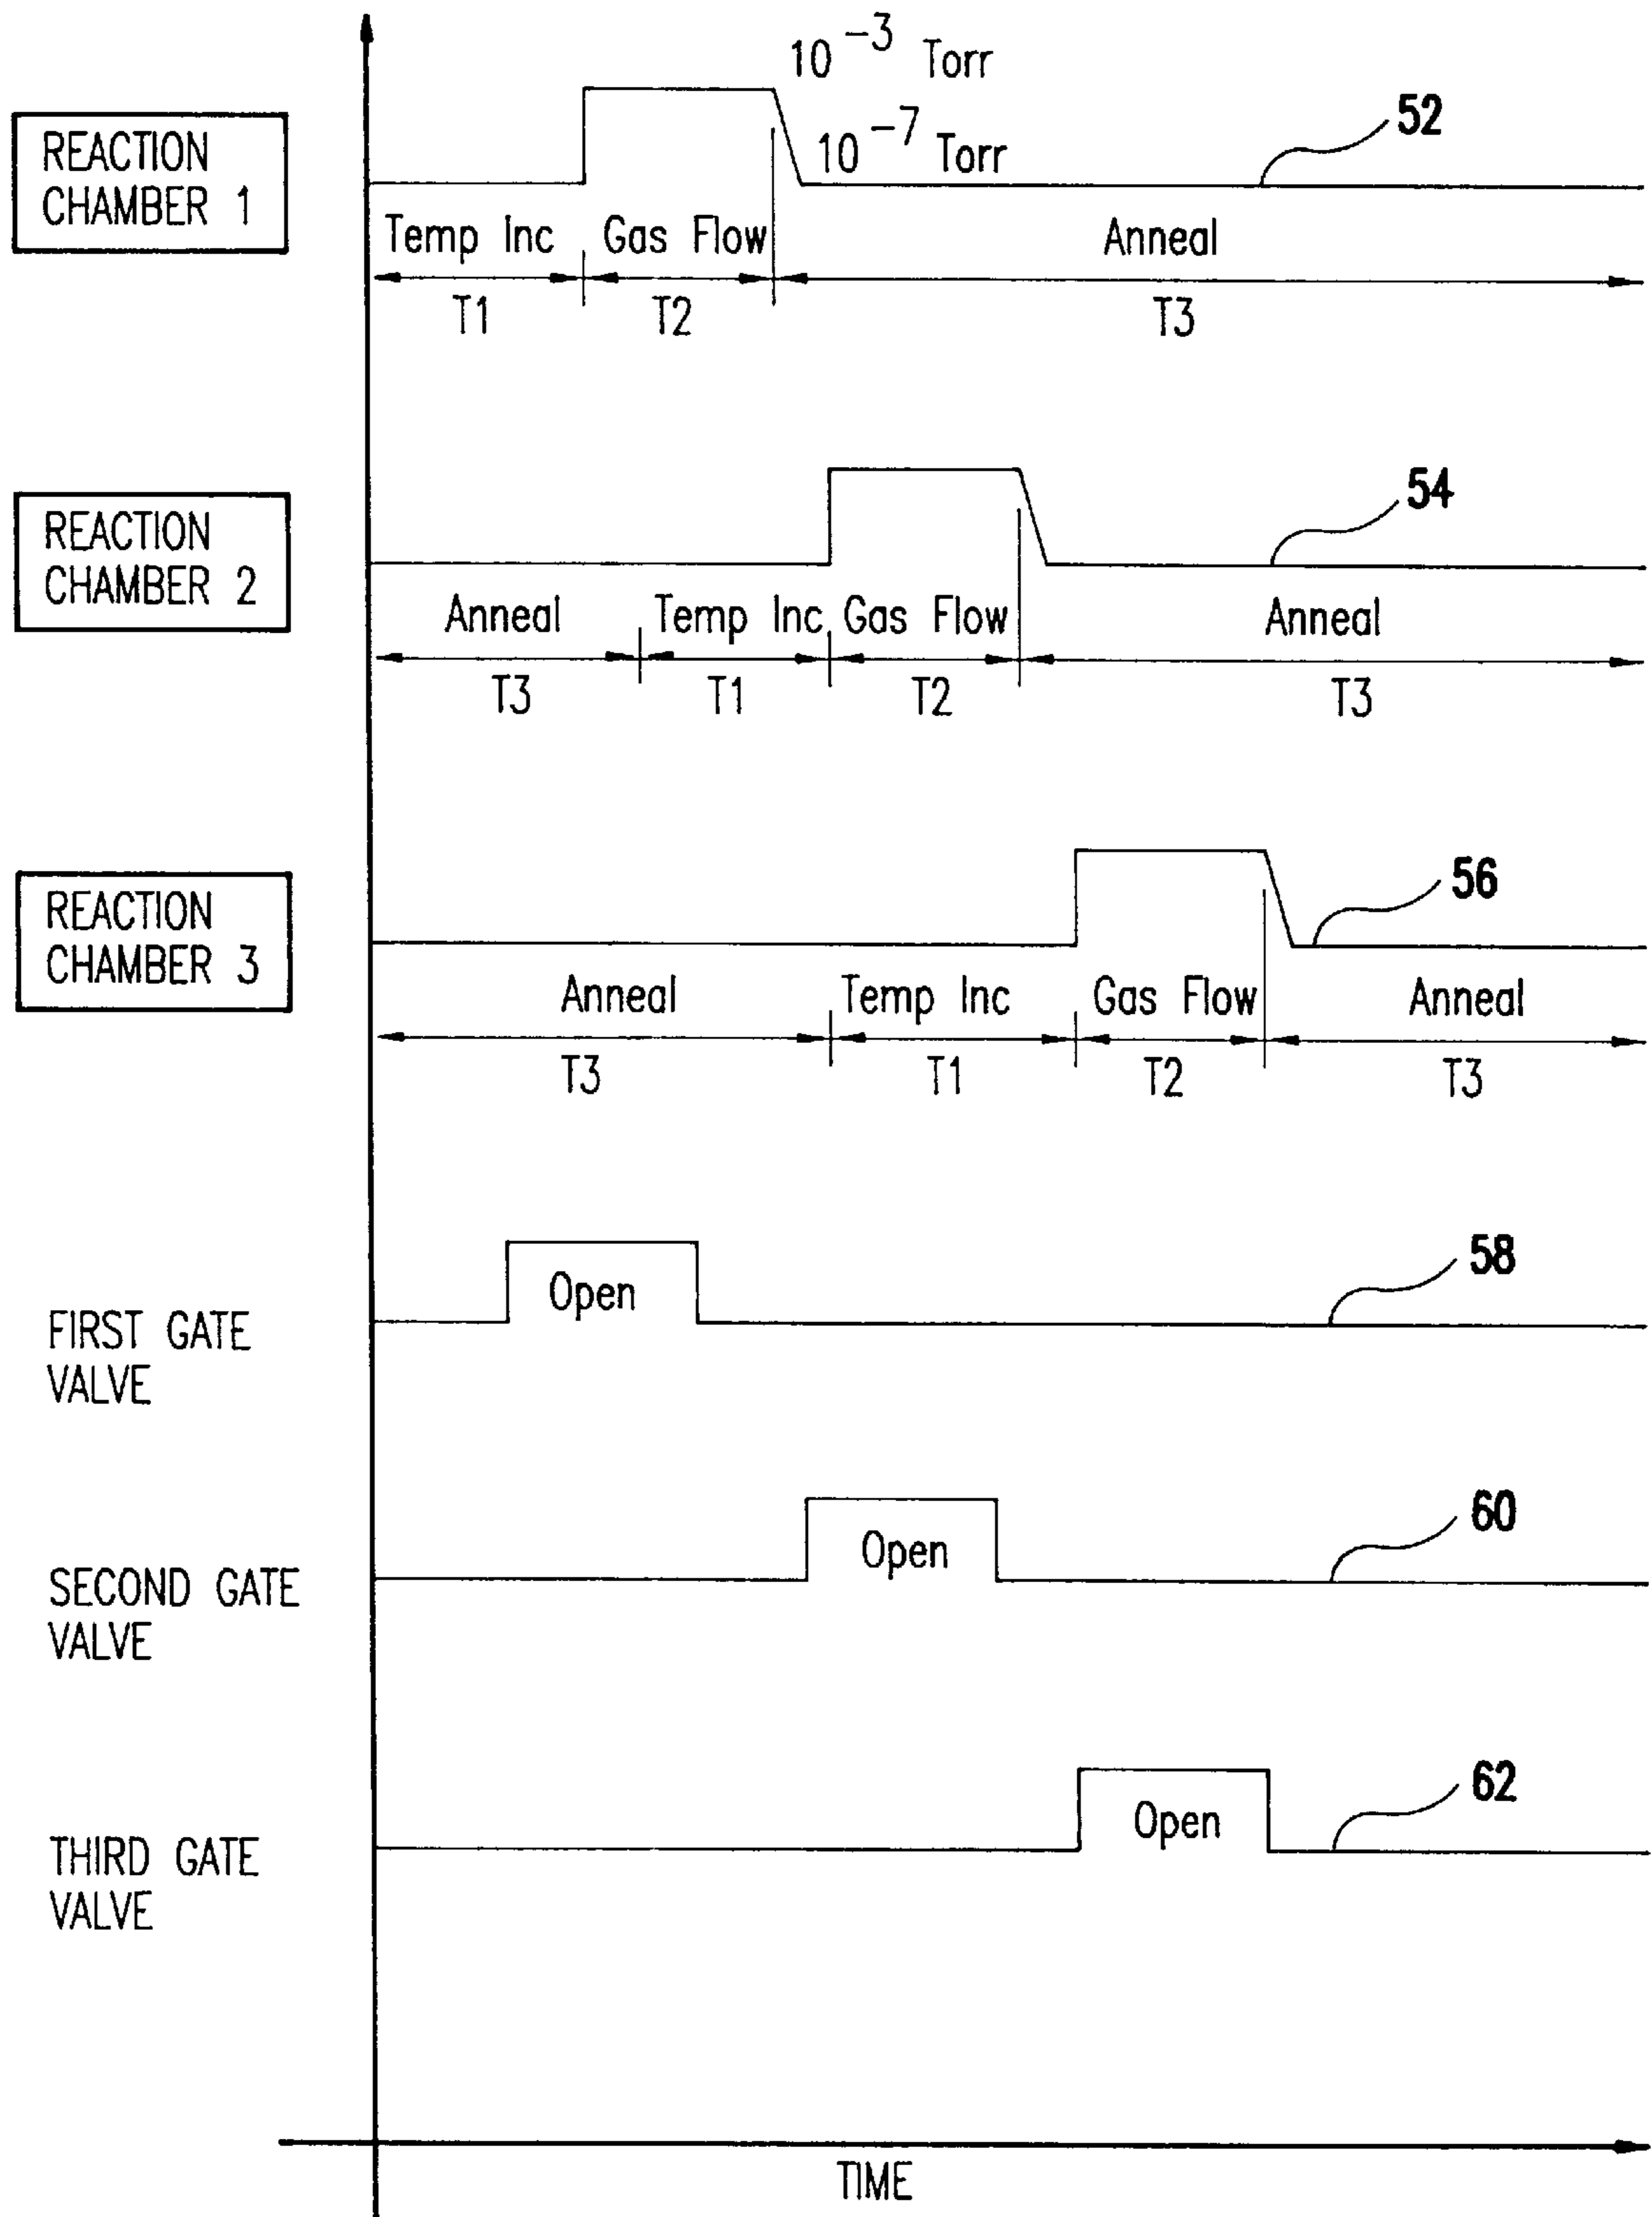 10⁻³ Torr
REACTION
CHAMBER 1
10⁻⁷ Torr
52
Temp Inc Gas Flow Anneal
T1 T2 T3
REACTION
CHAMBER 2
54
Anneal Temp Inc Gas Flow Anneal
T3 T1 T2 T3
REACTION
CHAMBER 3
56
Anneal Temp Inc Gas Flow Anneal
T3 T1 T2 T3
FIRST GATE
VALVE
Open
58
SECOND GATE
VALVE
Open
60
THIRD GATE
VALVE
Open
62
TIME